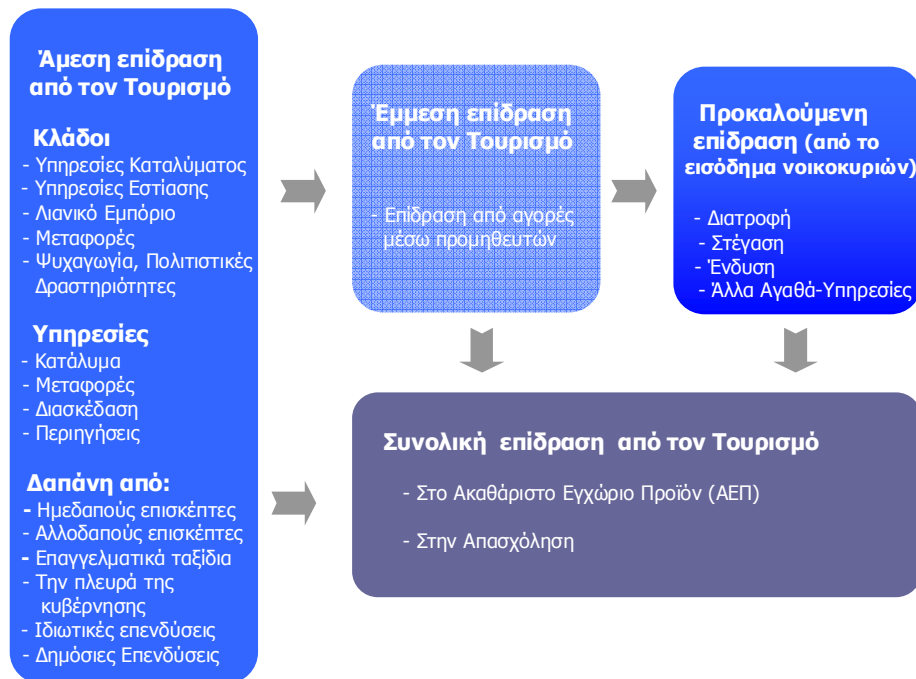 Άμεση επίδραση
από τον Τουρισμό
Κλάδοι
- Υπηρεσίες Καταλύματος
- Υπηρεσίες Εστίασης
- Λιανικό Εμπόριο
- Μεταφορές
- Ψυχαγωγία, Πολιτιστικές
Δραστηριότητες
Υπηρεσίες
- Κατάλυμα
- Μεταφορές
- Διασκέδαση
- Περιηγήσεις
Δαπάνη από:
- Ημεδαπούς επισκέπτες
- Αλλοδαπούς επισκέπτες
- Επαγγελματικά ταξίδια
- Την πλευρά της
κυβέρνησης
- Ιδιωτικές επενδύσεις
- Δημόσιες Επενδύσεις
Έμμεση επίδραση
από τον Τουρισμό
- Επίδραση από αγορές
μέσω προμηθευτών
Προκαλούμενη
επίδραση (από το
εισόδημα νοικοκυριών)
- Διατροφή
- Στέγαση
- Ένδυση
- Άλλα Αγαθά-Υπηρεσίες
Συνολική επίδραση από τον Τουρισμό
- Στο Ακαθάριστο Εγχώριο Προϊόν (ΑΕΠ)
- Στην Απασχόληση